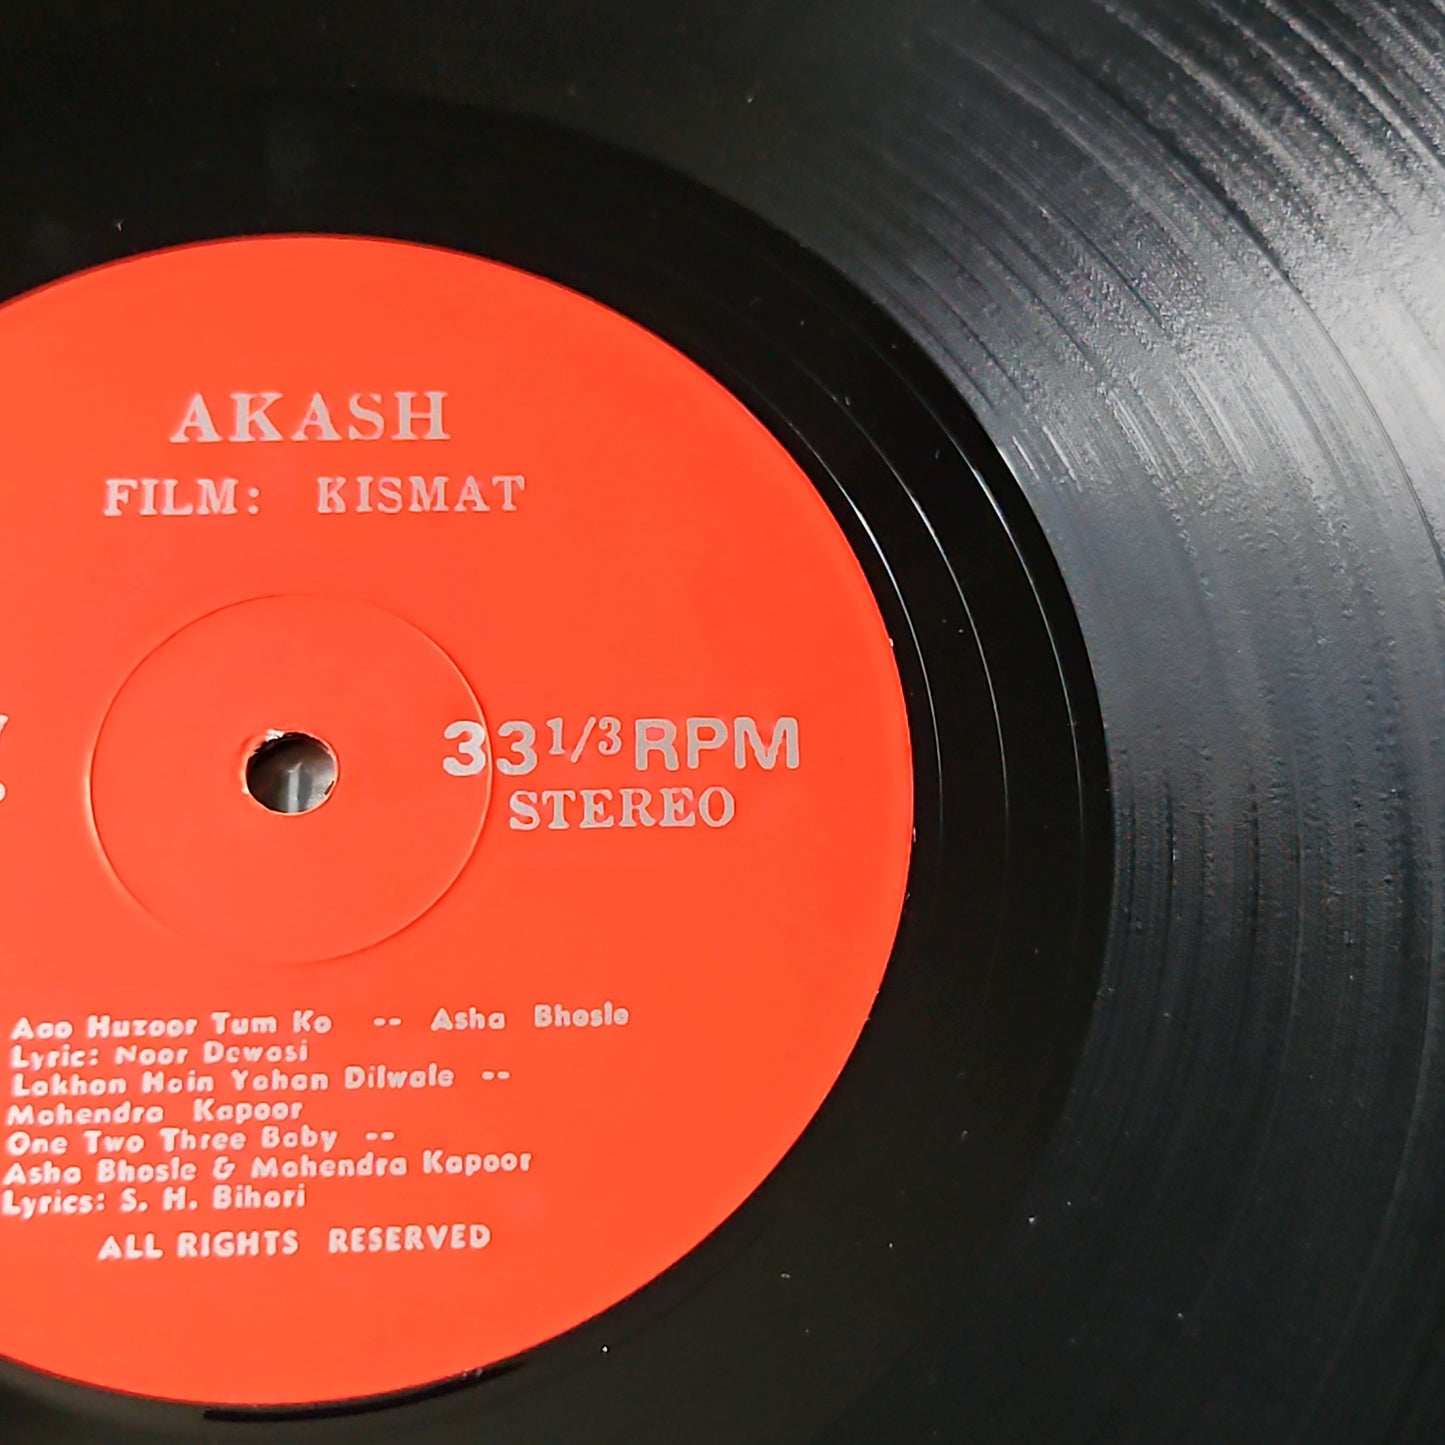 AKASH
FILM: KISMAT
33 1/3 RPM
STEREO
Aao Huzoor Tum Ko -- Asha Bhosle
Lyric: Noor Dewasi
Lakhon Hain Yahan Dilwale --
Mahendra Kapoor
One Two Three Baby --
Asha Bhosle & Mahendra Kapoor
Lyrics: S. H. Bihari
ALL RIGHTS RESERVED